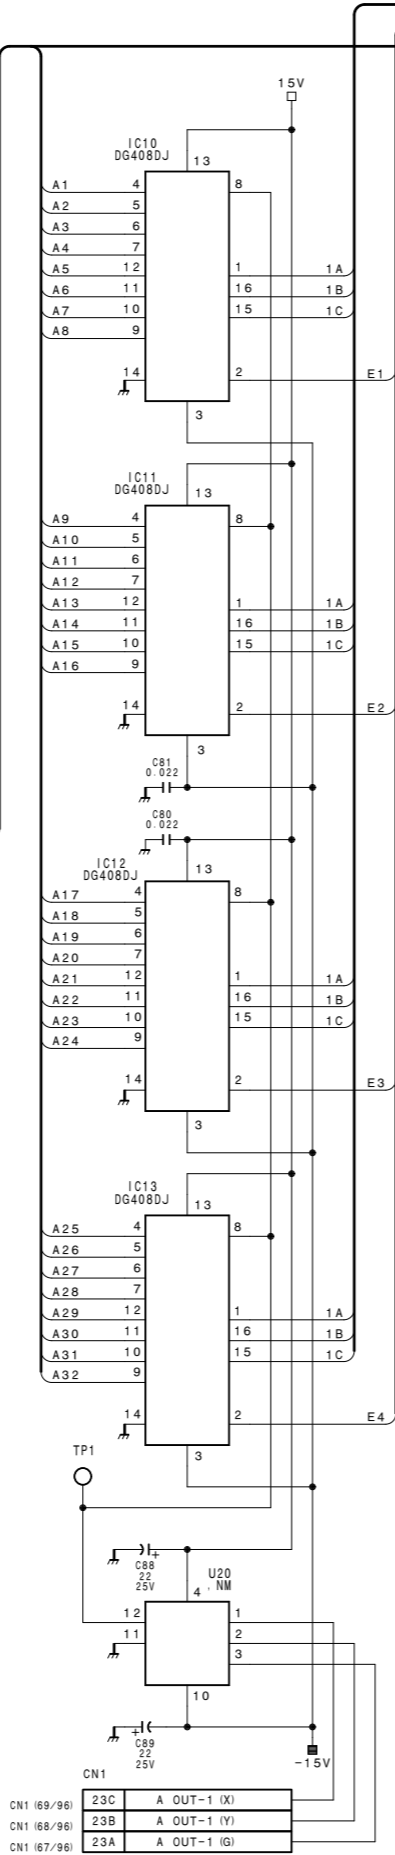 15V
IC10
DG408DJ
13
A1 4 8
A2 5
A3 6
A4 7
A5 12 1 1A
A6 11 16 1B
A7 10 15 1C
A8 9
14 2 E1
3
IC11
DG408DJ
13
A9 4 8
A10 5
A11 6
A12 7
A13 12 1 1A
A14 11 16 1B
A15 10 15 1C
A16 9
14 2 E2
3
C81
0.022
C80
0.022
IC12
DG408DJ
13
A17 4 8
A18 5
A19 6
A20 7
A21 12 1 1A
A22 11 16 1B
A23 10 15 1C
A24 9
14 2 E3
3
IC13
DG408DJ
13
A25 4 8
A26 5
A27 6
A28 7
A29 12 1 1A
A30 11 16 1B
A31 10 15 1C
A32 9
14 2 E4
3
TP1
+
C88
22
25V
U20
. NM
4
12 1
11 2
3
10
+
C89
22
25V
-15V
CN1
CN1 (69/96) 23C A OUT-1 (X)
CN1 (68/96) 23B A OUT-1 (Y)
CN1 (67/96) 23A A OUT-1 (G)